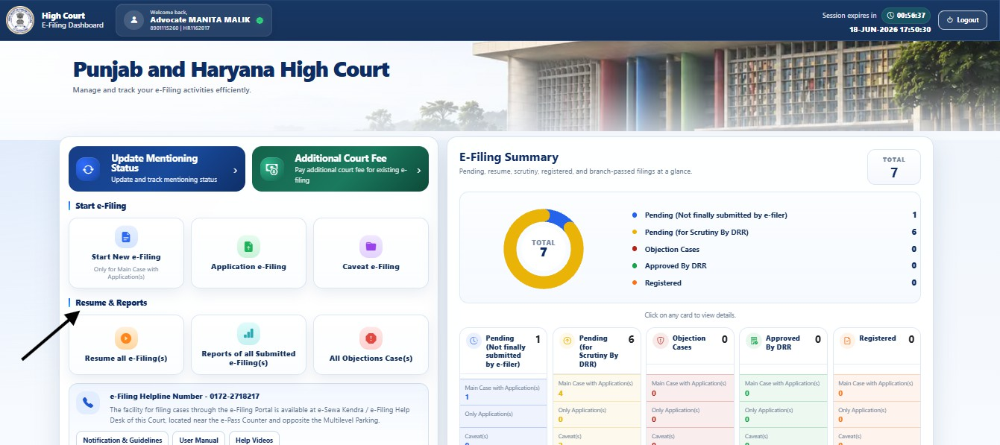 High Court
E-Filing Dashboard
Welcome back,
Advocate MANITA MALIK
8901115260 | HR1162017
Session expires in 00:56:37
18-JUN-2026 17:50:30
Logout
Punjab and Haryana High Court
Manage and track your e-Filing activities efficiently.
Update Mentioning
Status
Update and track mentioning status
Additional Court Fee
Pay additional court fee for existing e-
filing
Start e-Filing
Start New e-Filing
Only for Main Case with
Application(s)
Application e-Filing
Caveat e-Filing
Resume & Reports
Resume all e-Filing(s)
Reports of all Submitted
e-Filing(s)
All Objections Case(s)
e-Filing Helpline Number - 0172-2718217
The facility for filing cases through the e-Filing Portal is available at e-Sewa Kendra / e-Filing Help
Desk of this Court, located near the e-Pass Counter and opposite the Multilevel Parking.
Notification & Guidelines
User Manual
Help Videos
E-Filing Summary
Pending, resume, scrutiny, registered, and branch-passed filings at a glance.
TOTAL
7
TOTAL
7
Pending (Not finally submitted by e-filer) 1
Pending (for Scrutiny By DRR) 6
Objection Cases 0
Approved By DRR 0
Registered 0
Click on any card to view details.
Pending 1
(Not finally
submitted
by e-filer)
Main Case with Application(s)
1
Only Application(s)
Caveat(s)
Pending 6
(for
Scrutiny By
DRR)
Main Case with Application(s)
4
Only Application(s)
0
Caveat(s)
Objection 0
Cases
Main Case with Application(s)
0
Only Application(s)
0
Caveat(s)
Approved 0
By DRR
Main Case with Application(s)
0
Only Application(s)
0
Caveat(s)
Registered 0
Main Case with Application(s)
0
Only Application(s)
0
Caveat(s)